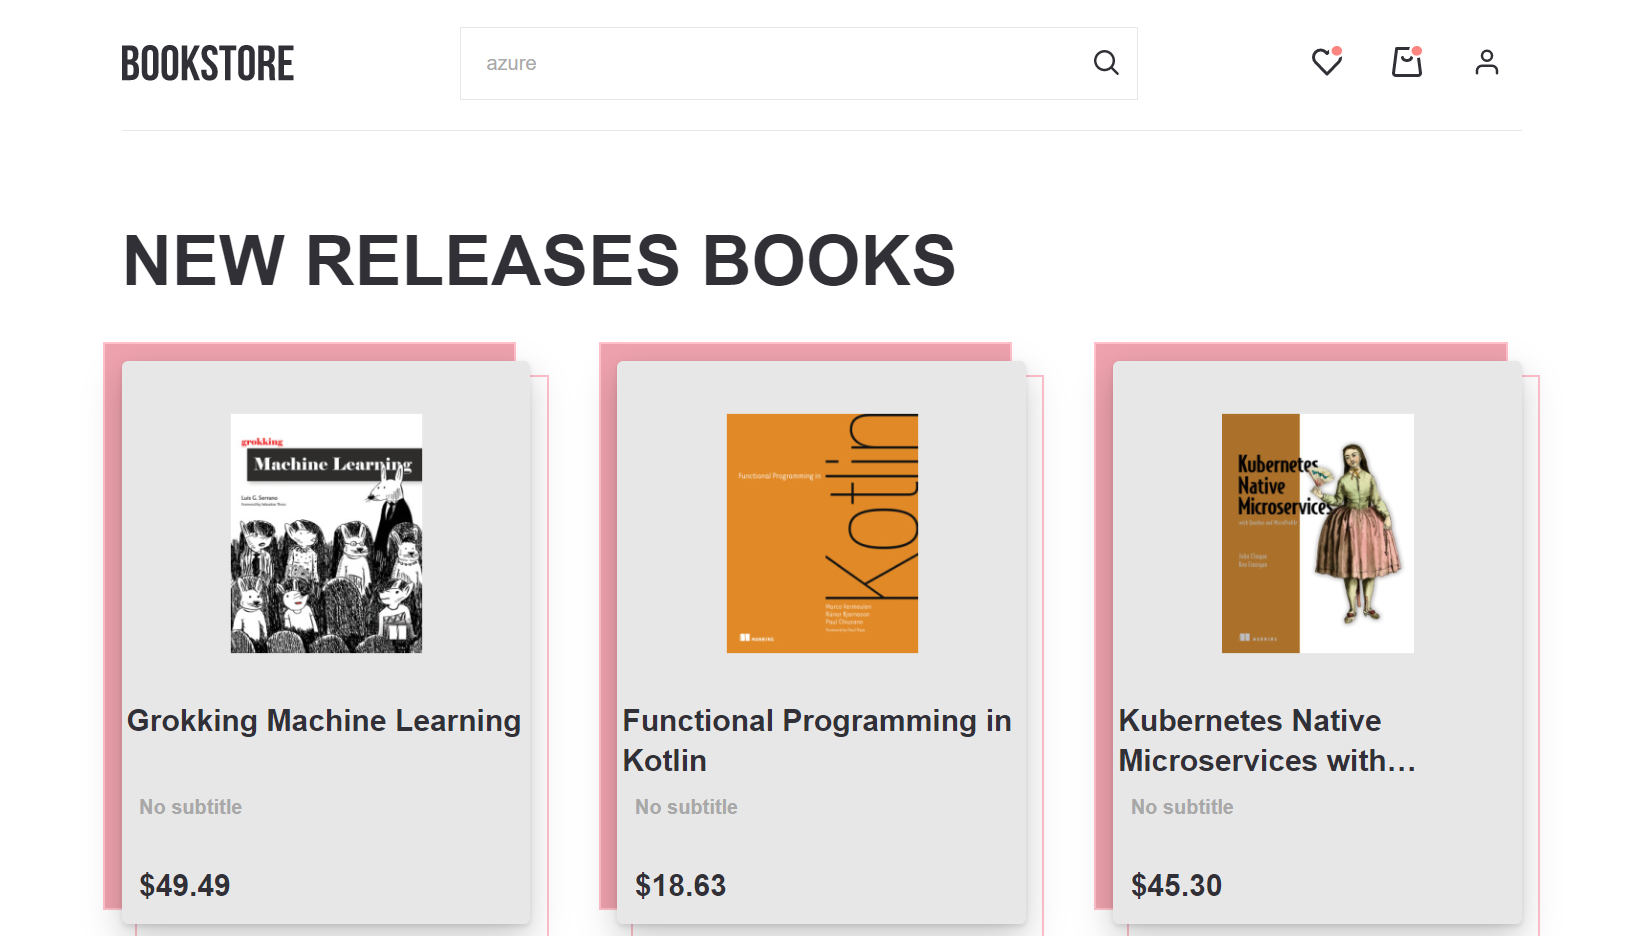 BOOKSTORE
azure
NEW RELEASES BOOKS
grokking
Machine Learning
Luis G. Serrano
Grokking Machine Learning
No subtitle
$49.49
Functional Programming in
Kotlin
Marco Vermeulen
Rúnar Bjarnason
Paul Chiusano
MANNING
Functional Programming in
Kotlin
No subtitle
$18.63
Kubernetes
Native
Microservices
with Quarkus and MicroProfile
John Clingan
Ken Finnigan
MANNING
Kubernetes Native
Microservices with...
No subtitle
$45.30